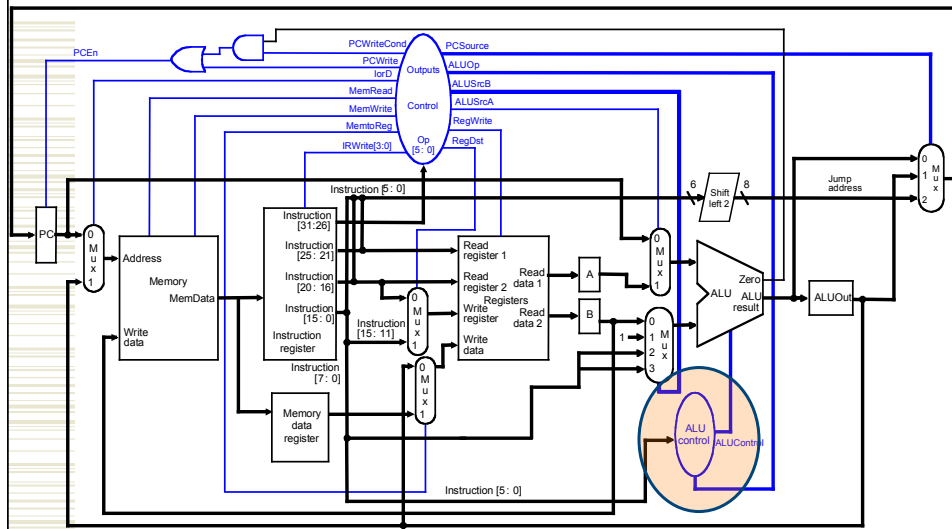 PCEn
PCWriteCond
PCWrite
IorD
MemRead
MemWrite
MemtoReg
IRWrite[3:0]
Outputs
Control
Op
[5: 0]
PCSource
ALUOp
ALUSrcB
ALUSrcA
RegWrite
RegDst
Instruction [5: 0]
6
Shift
left 2
8
Jump
address
0
1
2
M
u
x
PC
0
M
u
x
1
Address
Memory
MemData
Write
data
Instruction
[31:26]
Instruction
[25: 21]
Instruction
[20: 16]
Instruction
[15: 0]
Instruction
register
Instruction
[7: 0]
Memory
data
register
Instruction
[15: 11]
0
M
u
x
1
0
M
u
x
1
Read
register 1
Read
register 2
Registers
Write
register
Write
data
Read
data 1
Read
data 2
A
B
0
M
u
x
1
0
1
1
2
3
M
u
x
Zero
ALU
ALU
result
ALUOut
ALU
control
ALUControl
Instruction [5: 0]